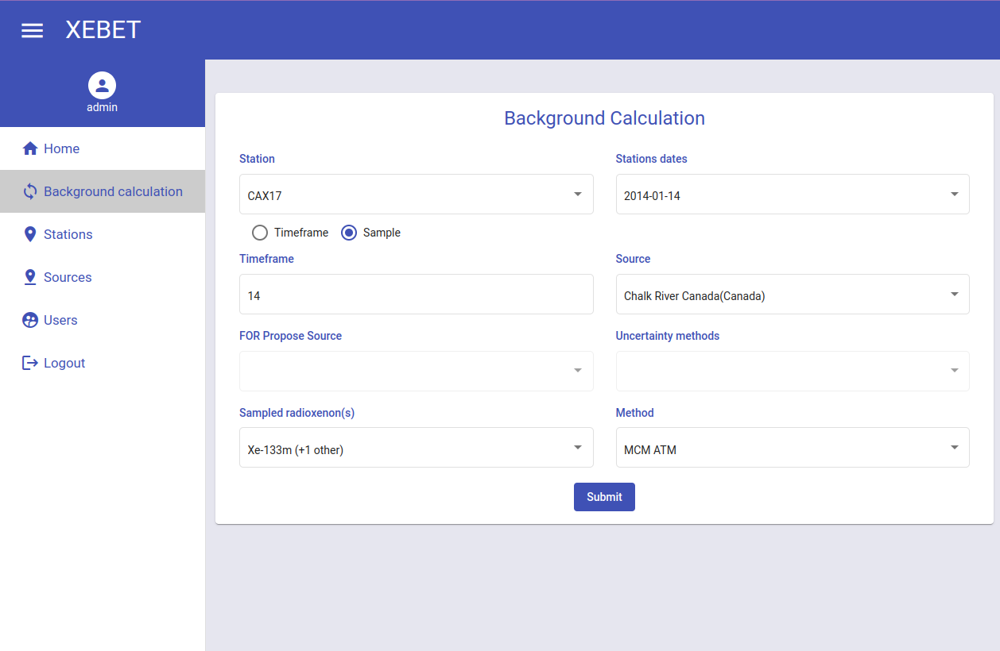 XEBET
admin
Home
Background calculation
Stations
Sources
Users
Logout
Background Calculation
Station
Stations dates
CAX17
2014-01-14
Timeframe
Sample
Timeframe
Source
14
Chalk River Canada(Canada)
FOR Propose Source
Uncertainty methods
Sampled radioxenon(s)
Method
Xe-133m (+1 other)
MCM ATM
Submit